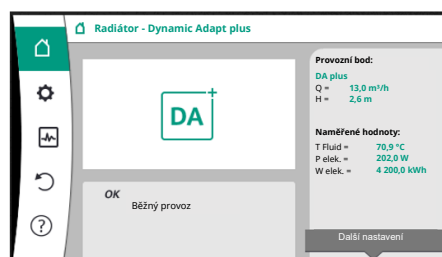 Radiátor - Dynamic Adapt plus
DA+
OK
Běžný provoz
Provozní bod:
DA plus
Q = 13,0 m³/h
H = 2,6 m
Naměřené hodnoty:
T Fluid = 70,9 °C
P elek. = 202,0 W
W elek. = 4 200,0 kWh
Další nastavení
?